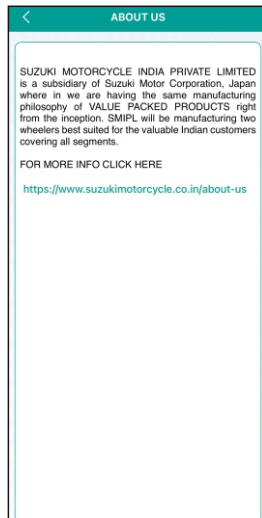 ABOUT US
SUZUKI MOTORCYCLE INDIA PRIVATE LIMITED
is a subsidiary of Suzuki Motor Corporation, Japan
where in we are having the same manufacturing
philosophy of VALUE PACKED PRODUCTS right
from the inception. SMIPL will be manufacturing two
wheelers best suited for the valuable Indian customers
covering all segments.
FOR MORE INFO CLICK HERE
https://www.suzukimotorcycle.co.in/about-us